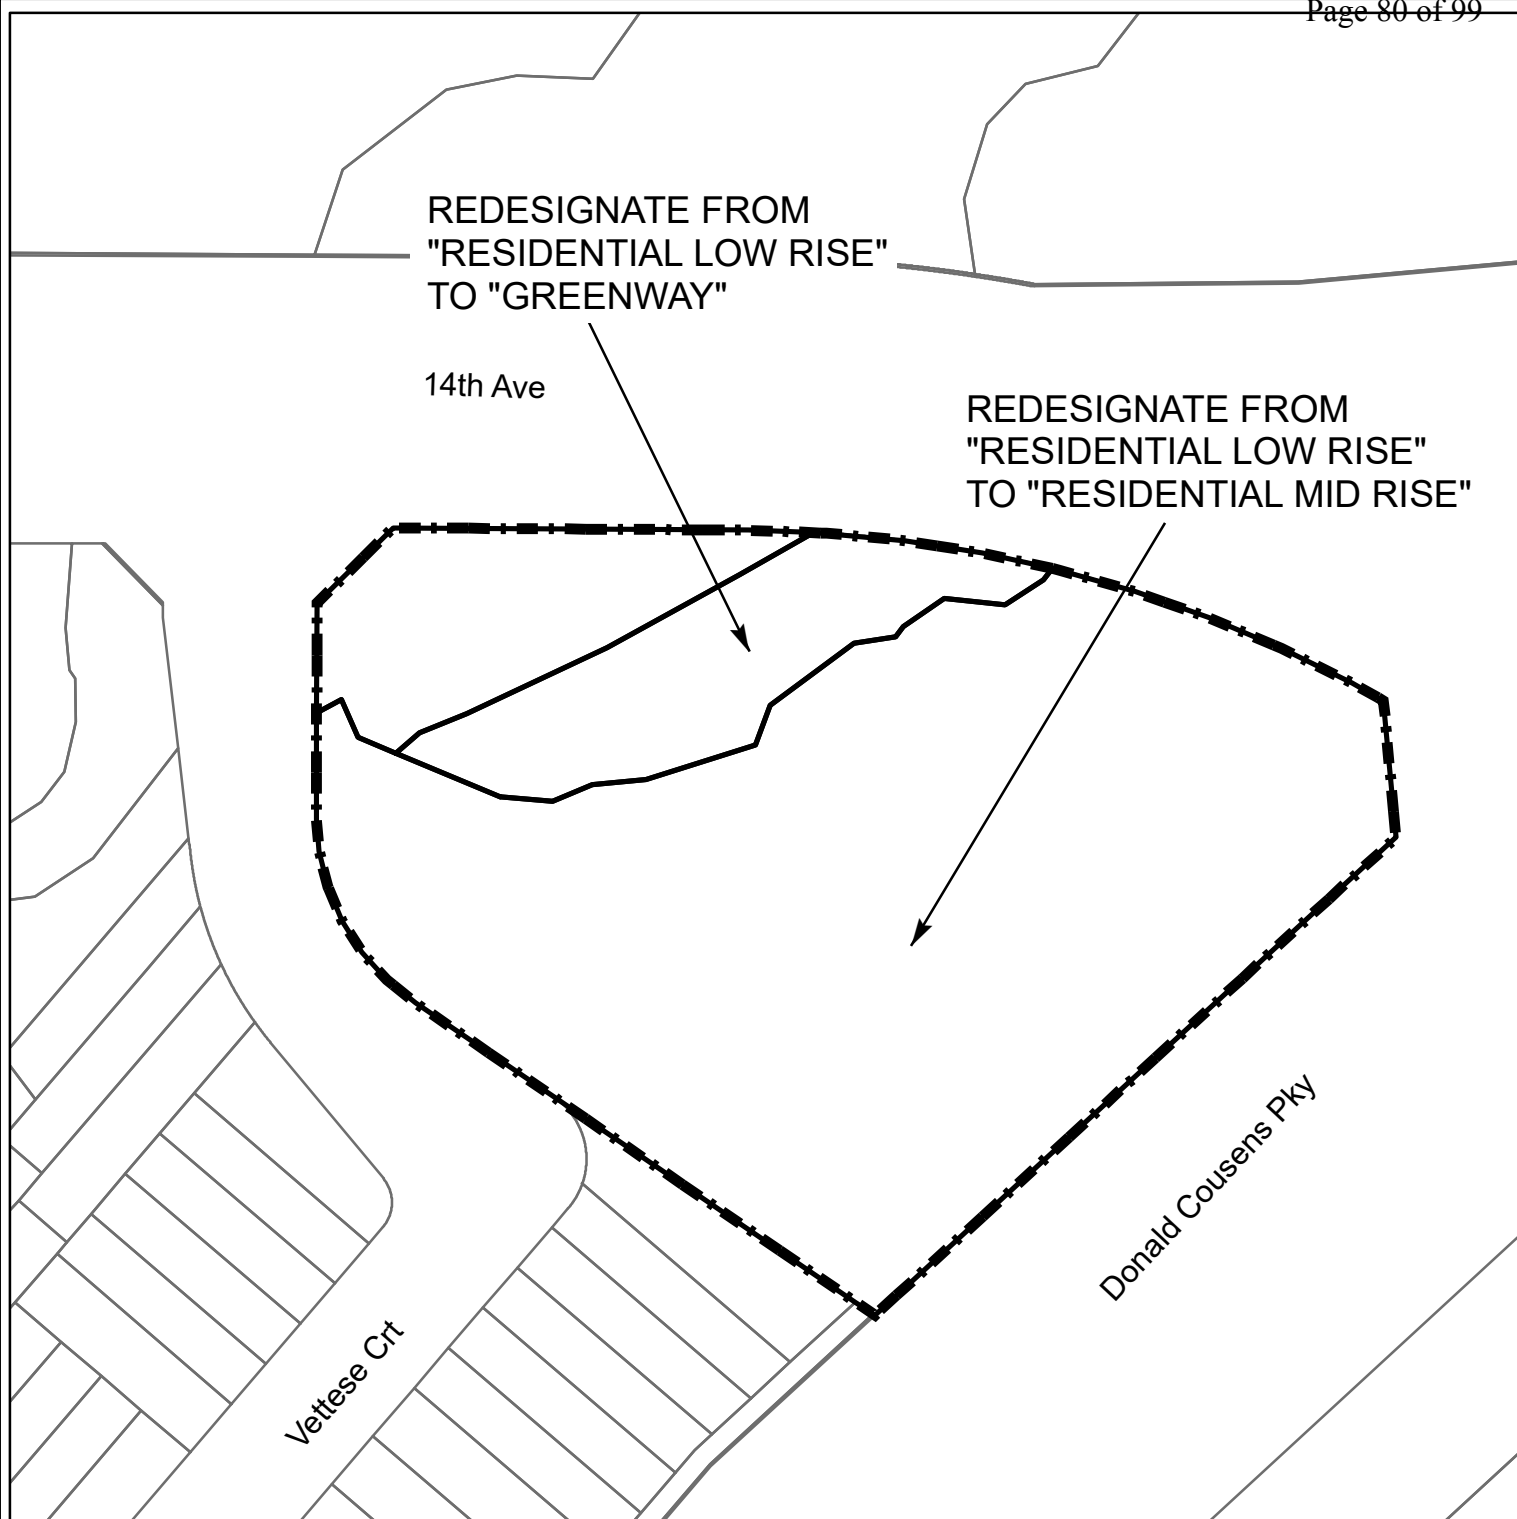 Page 80 of 99
REDESIGNATE FROM
"RESIDENTIAL LOW RISE"
TO "GREENWAY"
14th Ave
REDESIGNATE FROM
"RESIDENTIAL LOW RISE"
TO "RESIDENTIAL MID RISE"
Donald Cousens Pky
Vettese Crt